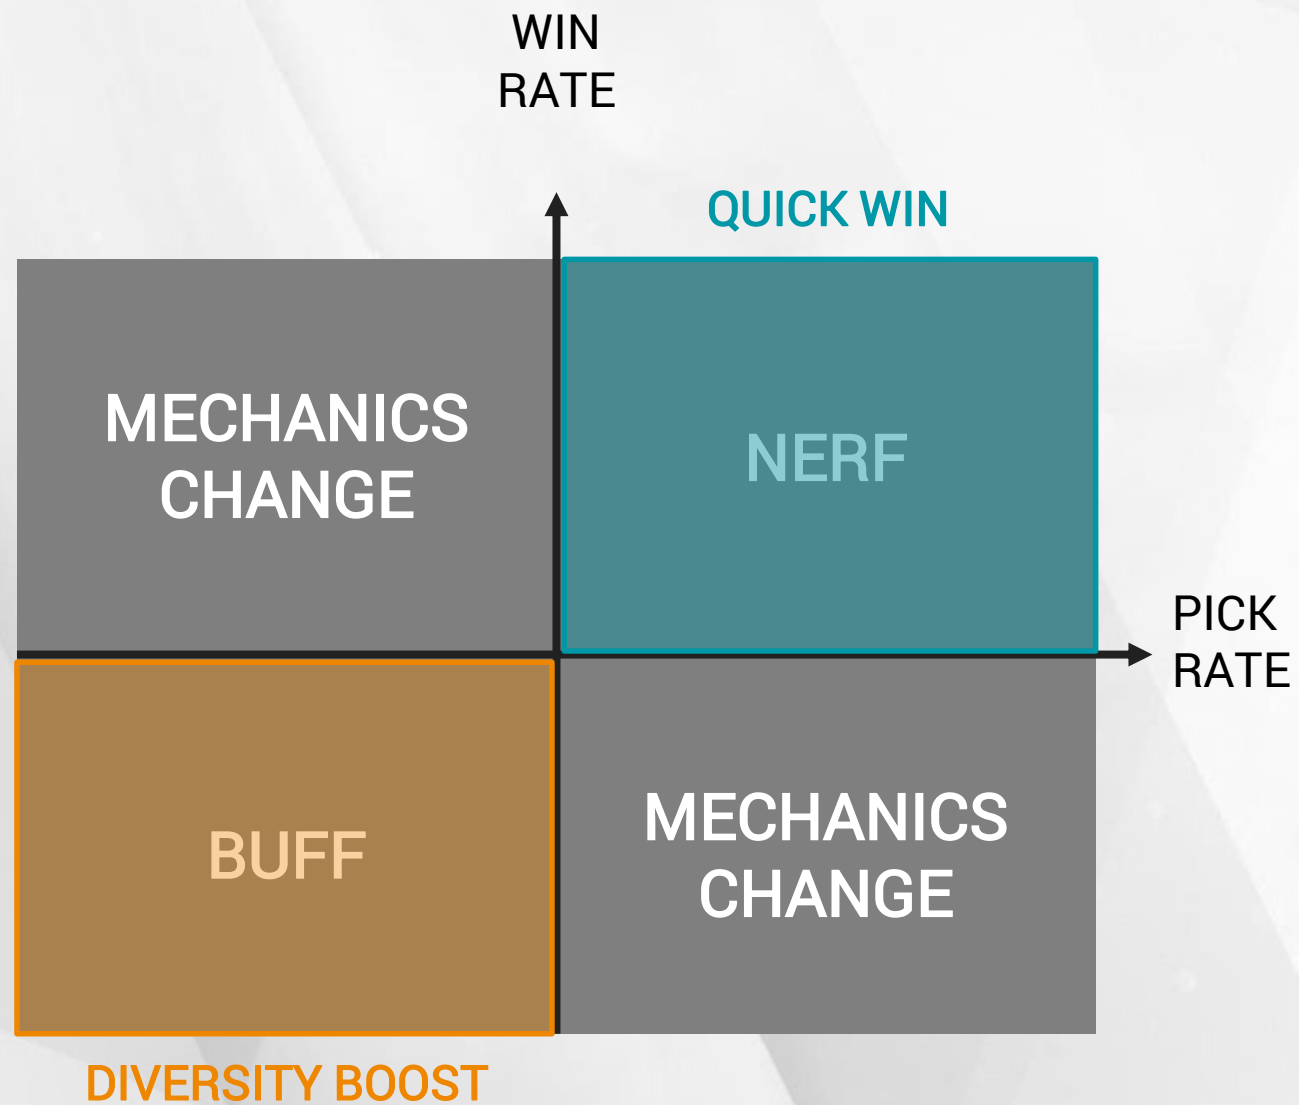 WIN
RATE
QUICK WIN
MECHANICS
CHANGE
NERF
PICK
RATE
BUFF
MECHANICS
CHANGE
DIVERSITY BOOST